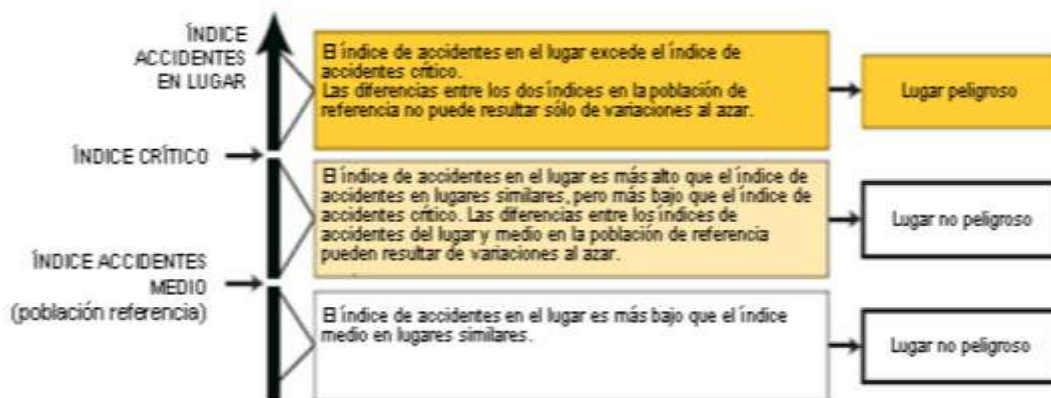 ÍNDICE
ACCIDENTES
EN LUGAR
El índice de accidentes en el lugar excede el índice de
accidentes crítico.
Las diferencias entre los dos índices en la población de
referencia no puede resultar sólo de variaciones al azar.
Lugar peligroso
ÍNDICE CRÍTICO
El índice de accidentes en el lugar es más alto que el índice de
accidentes en lugares similares, pero más bajo que el índice de
accidentes crítico. Las diferencias entre los índices de
accidentes del lugar y medio en la población de referencia
pueden resultar de variaciones al azar.
Lugar no peligroso
ÍNDICE ACCIDENTES
MEDIO
(población referencia)
El índice de accidentes en el lugar es más bajo que el índice
medio en lugares similares.
Lugar no peligroso